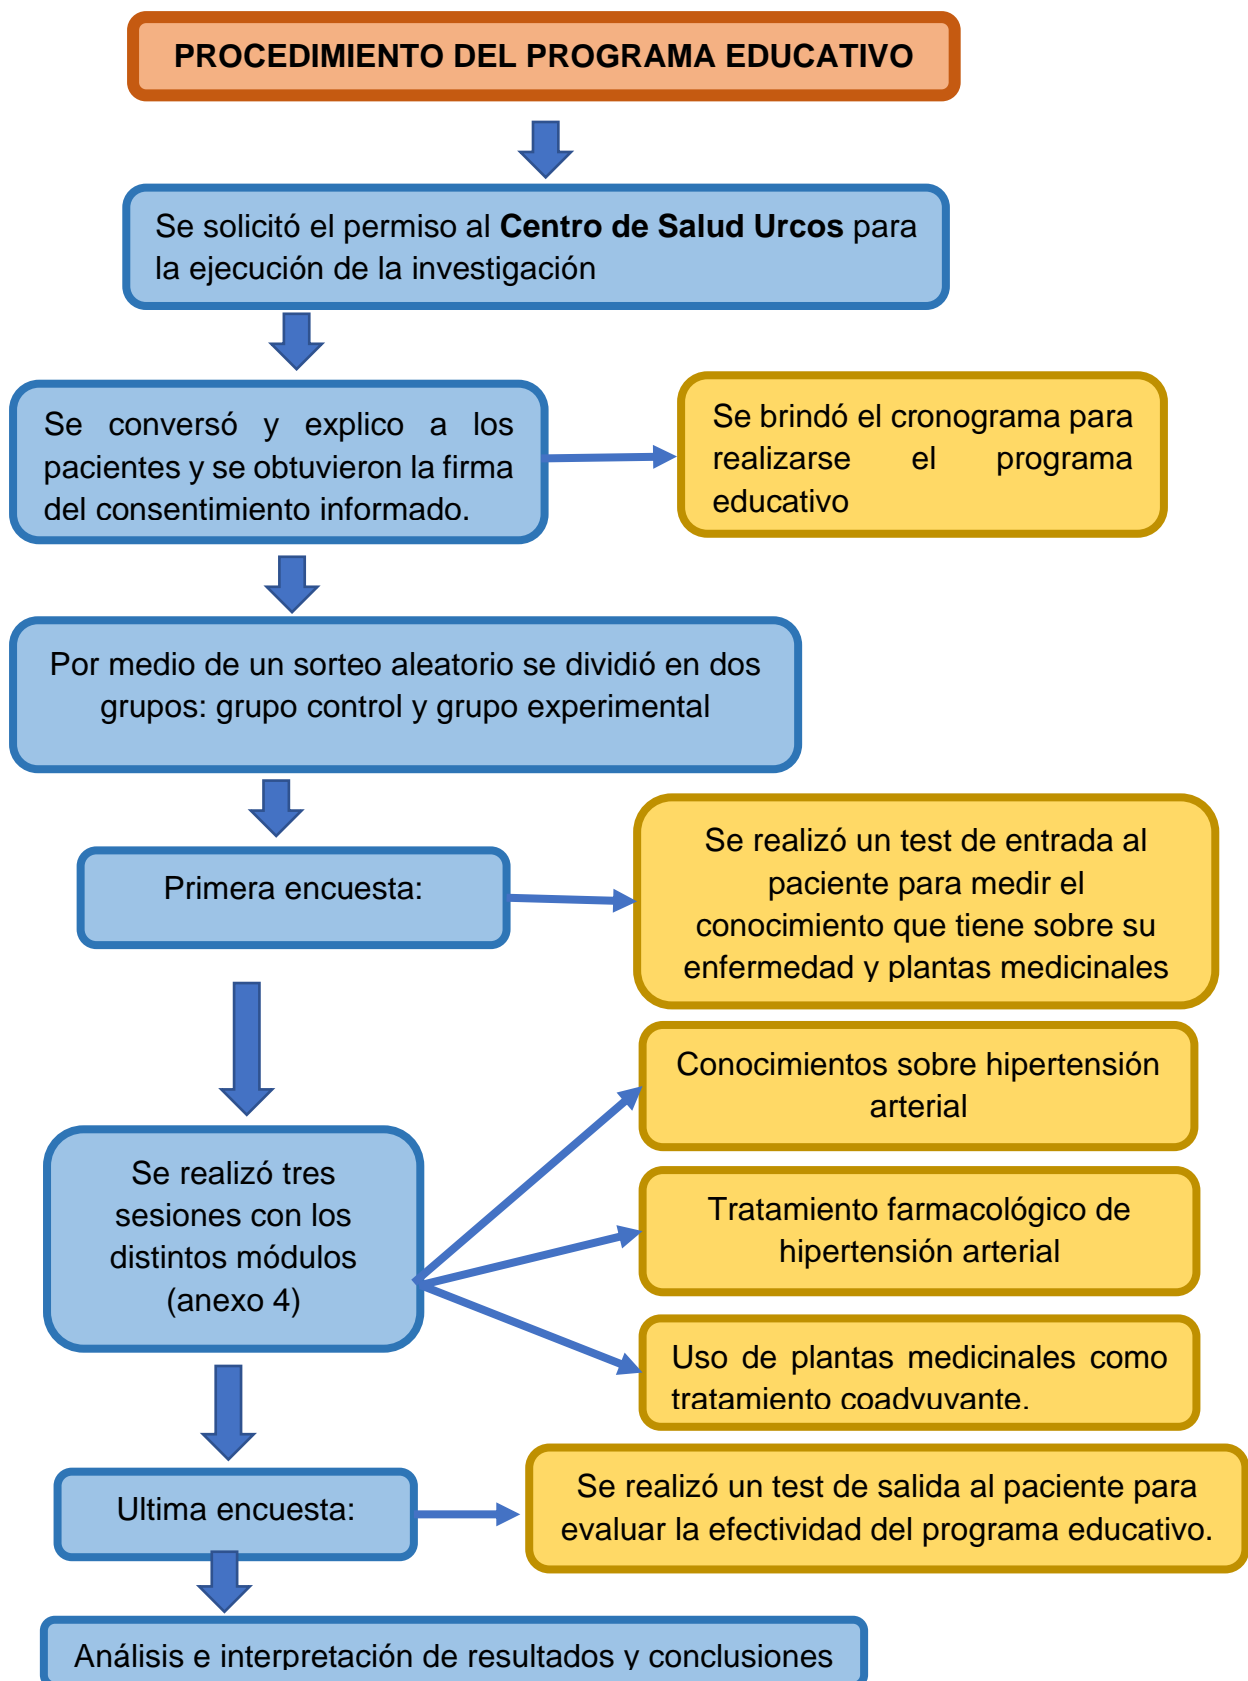 PROCEDIMIENTO DEL PROGRAMA EDUCATIVO
Se solicitó el permiso al Centro de Salud Urcos para
la ejecución de la investigación
Se conversó y explico a los
pacientes y se obtuvieron la firma
del consentimiento informado.
Se brindó el cronograma para
realizarse el programa
educativo
Por medio de un sorteo aleatorio se dividió en dos
grupos: grupo control y grupo experimental
Primera encuesta:
Se realizó un test de entrada al
paciente para medir el
conocimiento que tiene sobre su
enfermedad y plantas medicinales
Se realizó tres
sesiones con los
distintos módulos
(anexo 4)
Conocimientos sobre hipertensión
arterial
Tratamiento farmacológico de
hipertensión arterial
Uso de plantas medicinales como
tratamiento coadyuvante.
Ultima encuesta:
Se realizó un test de salida al paciente para
evaluar la efectividad del programa educativo.
Análisis e interpretación de resultados y conclusiones